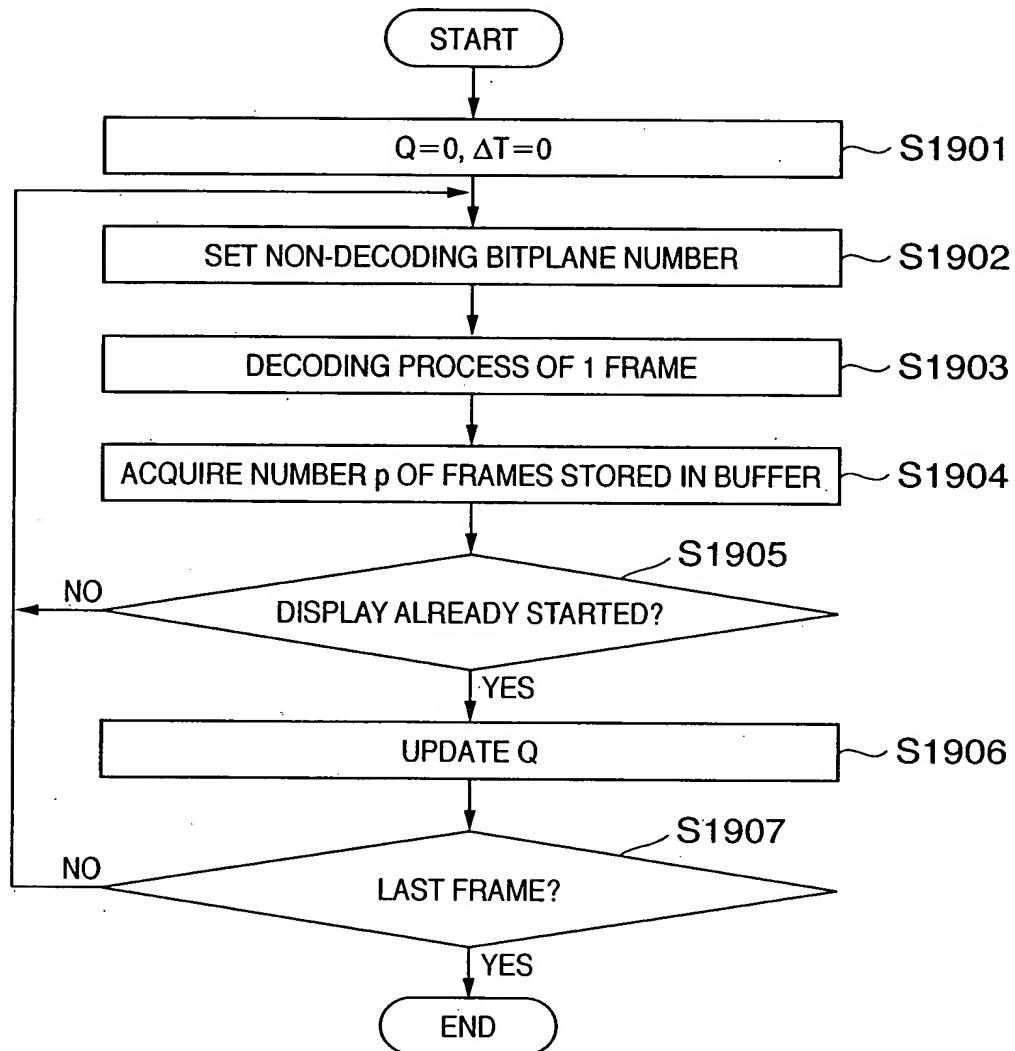 START
Q=0, ΔT=0
S1901
SET NON-DECODING BITPLANE NUMBER
S1902
DECODING PROCESS OF 1 FRAME
S1903
ACQUIRE NUMBER p OF FRAMES STORED IN BUFFER
S1904
S1905
NO
DISPLAY ALREADY STARTED?
YES
UPDATE Q
S1906
S1907
NO
LAST FRAME?
YES
END